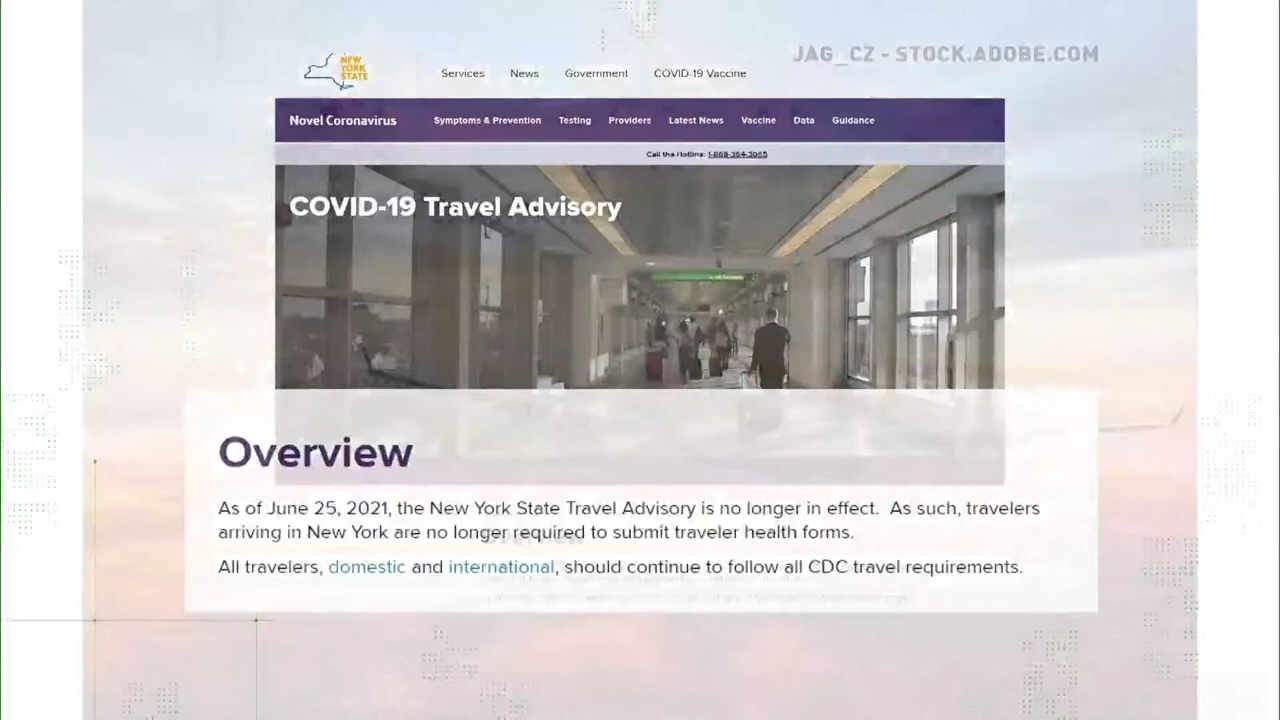 JAG_CZ - STOCK.ADOBE.COM
NEW
YORK
STATE
Services News Government COVID-19 Vaccine
Novel Coronavirus Symptoms & Prevention Testing Providers Latest News Vaccine Data Guidance
Call the Hotline: 1-888-364-3065
COVID-19 Travel Advisory
Overview
As of June 25, 2021, the New York State Travel Advisory is no longer in effect. As such, travelers
arriving in New York are no longer required to submit traveler health forms.
All travelers, domestic and international, should continue to follow all CDC travel requirements.